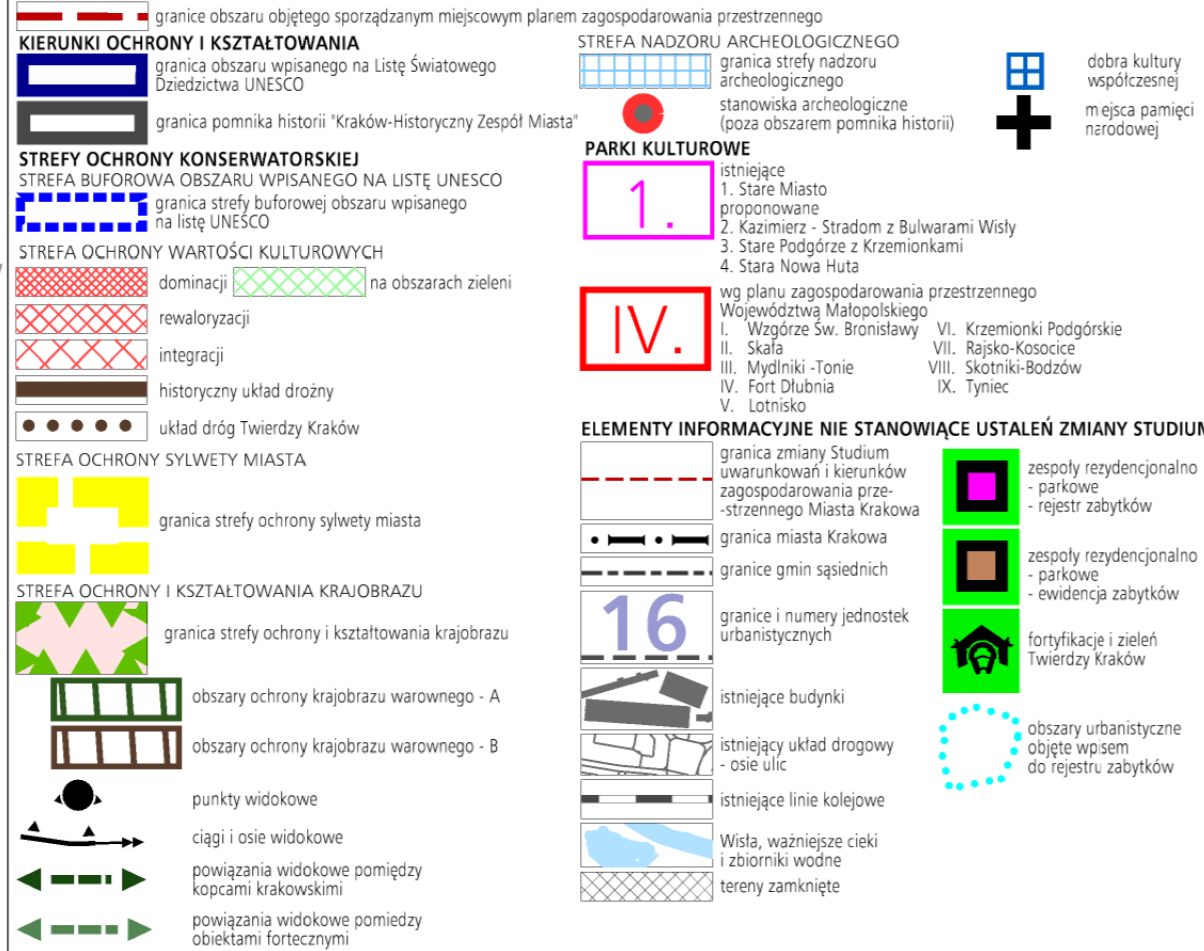 granice obszaru objętego sporządzanym miejscowym planem zagospodarowania przestrzennego
KIERUNKI OCHRONY I KSZTAŁTOWANIA
granica obszaru wpisanego na Listę Światowego
Dziedzictwa UNESCO
granica pomnika historii "Kraków-Historyczny Zespół Miasta"
STREFY OCHRONY KONSERWATORSKIEJ
STREFA BUFOROWA OBSZARU WPISANEGO NA LISTĘ UNESCO
granica strefy buforowej obszaru wpisanego
na listę UNESCO
STREFA OCHRONY WARTOŚCI KULTUROWYCH
dominacji
na obszarach zieleni
rewaloryzacji
integracji
historyczny układ drożny
układ dróg Twierdzy Kraków
STREFA OCHRONY SYLWETY MIASTA
granica strefy ochrony sylwety miasta
STREFA OCHRONY I KSZTAŁTOWANIA KRAJOBRAZU
granica strefy ochrony i kształtowania krajobrazu
obszary ochrony krajobrazu warownego - A
obszary ochrony krajobrazu warownego - B
punkty widokowe
ciągi i osie widokowe
powiązania widokowe pomiędzy
kopcami krakowskimi
powiązania widokowe pomiedzy
obiektami fortecznymi
STREFA NADZORU ARCHEOLOGICZNEGO
granica strefy nadzoru
archeologicznego
stanowiska archeologiczne
(poza obszarem pomnika historii)
dobra kultury
współczesnej
miejsca pamięci
narodowej
PARKI KULTUROWE
1.
istniejące
1. Stare Miasto
proponowane
2. Kazimierz - Stradom z Bulwarami Wisły
3. Stare Podgórze z Krzemionkami
4. Stara Nowa Huta
IV.
wg planu zagospodarowania przestrzennego
Województwa Małopolskiego
I. Wzgórze Św. Bronisławy VI. Krzemionki Podgórskie
II. Skała VII. Rajsko-Kosocice
III. Mydlniki -Tonie VIII. Skotniki-Bodzów
IV. Fort Dłubnia IX. Tyniec
V. Lotnisko
ELEMENTY INFORMACYJNE NIE STANOWIĄCE USTALEŃ ZMIANY STUDIUM
granica zmiany Studium
uwarunkowań i kierunków
zagospodarowania prze-
-strzennego Miasta Krakowa
granica miasta Krakowa
granice gmin sąsiednich
16
granice i numery jednostek
urbanistycznych
istniejące budynki
istniejący układ drogowy
- osie ulic
istniejące linie kolejowe
Wisła, ważniejsze cieki
i zbiorniki wodne
tereny zamknięte
zespoły rezydencjonalno
- parkowe
- rejestr zabytków
zespoły rezydencjonalno
- parkowe
- ewidencja zabytków
fortyfikacje i zieleń
Twierdzy Kraków
obszary urbanistyczne
objęte wpisem
do rejestru zabytków